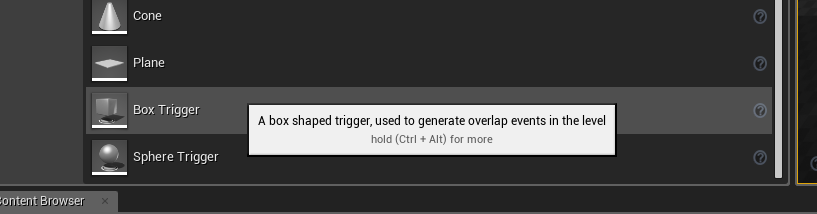 Cone
Plane
Box Trigger
A box shaped trigger, used to generate overlap events in the level
hold (Ctrl + Alt) for more
Sphere Trigger
ontent Browser